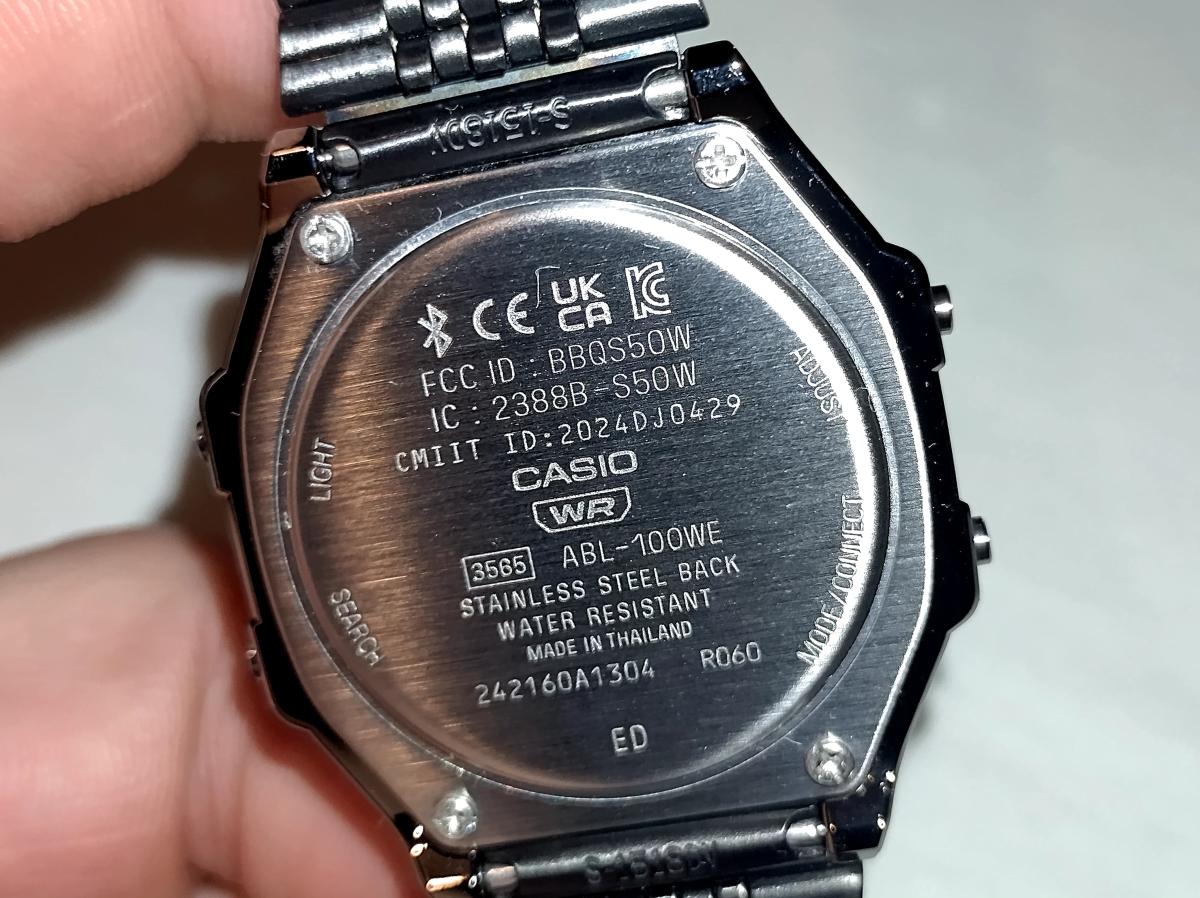 CE UK CA
FCC ID : BBQS50W
IC : 2388B-S50W
CMIIT ID:2024DJ0429
CASIO
WR
3565 ABL-100WE
STAINLESS STEEL BACK
WATER RESISTANT
MADE IN THAILAND
242160A1304 R060
ED
LIGHT
SEARCH
ADJUST
MODE/CONNECT